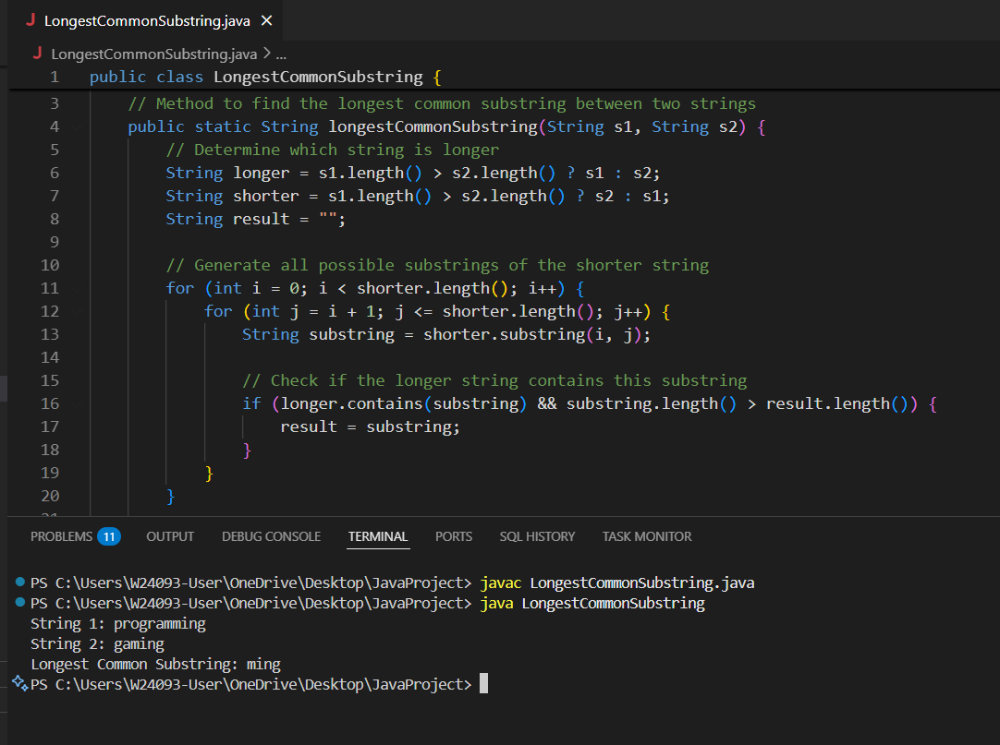 J LongestCommonSubstring.java ×
J LongestCommonSubstring.java > ...
1 public class LongestCommonSubstring {
3 // Method to find the longest common substring between two strings
4 public static String longestCommonSubstring(String s1, String s2) {
5 // Determine which string is longer
6 String longer = s1.length() > s2.length() ? s1 : s2;
7 String shorter = s1.length() > s2.length() ? s2 : s1;
8 String result = "";
9
10 // Generate all possible substrings of the shorter string
11 for (int i = 0; i < shorter.length(); i++) {
12 for (int j = i + 1; j <= shorter.length(); j++) {
13 String substring = shorter.substring(i, j);
14
15 // Check if the longer string contains this substring
16 if (longer.contains(substring) && substring.length() > result.length()) {
17 result = substring;
18 }
19 }
20 }
PROBLEMS 11 OUTPUT DEBUG CONSOLE TERMINAL PORTS SQL HISTORY TASK MONITOR
PS C:\Users\W24093-User\OneDrive\Desktop\JavaProject> javac LongestCommonSubstring.java
PS C:\Users\W24093-User\OneDrive\Desktop\JavaProject> java LongestCommonSubstring
String 1: programming
String 2: gaming
Longest Common Substring: ming
PS C:\Users\W24093-User\OneDrive\Desktop\JavaProject>